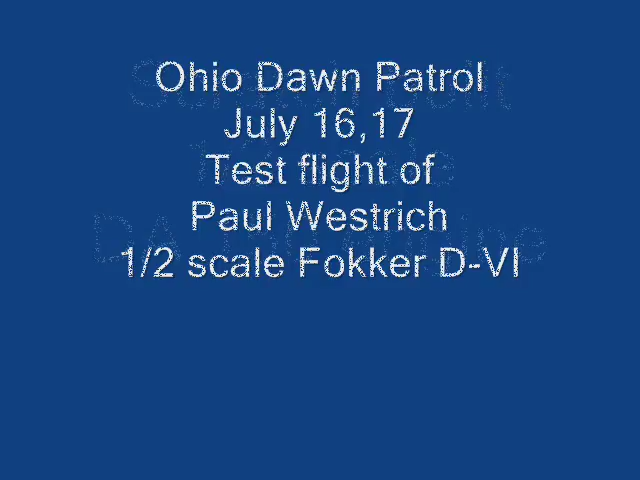 Ohio Dawn Patrol
July 16,17
Test flight of
Paul Westrich
1/2 scale Fokker D-VI